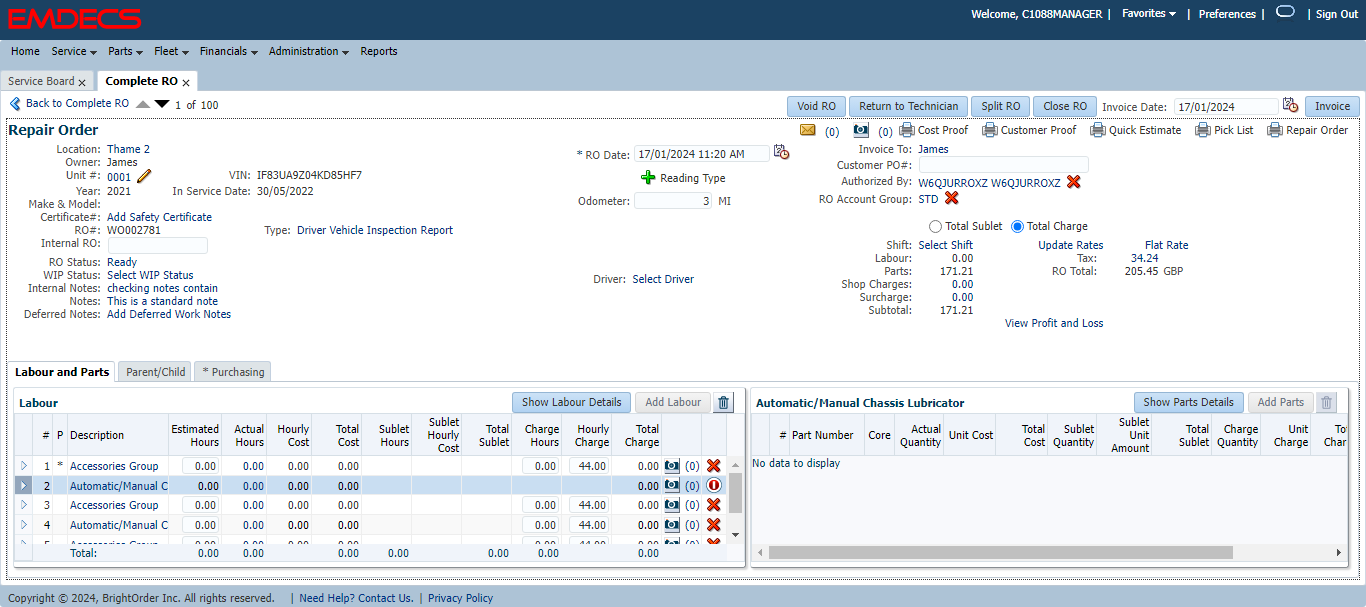 EMDECS
Welcome, C1088MANAGER | Favorites | Preferences | | Sign Out
Home Service Parts Fleet Financials Administration Reports
Service Board x Complete RO x
Back to Complete RO 1 of 100 Void RO Return to Technician Split RO Close RO Invoice Date: 17/01/2024 Invoice
Repair Order (0) (0) Cost Proof Customer Proof Quick Estimate Pick List Repair Order
Location: Thame 2 * RO Date: 17/01/2024 11:20 AM Invoice To: James
Owner: James Customer PO#:
Unit #: 0001 VIN: IF83UA9Z04KD85HF7 Reading Type Authorized By: W6QJURROXZ W6QJURROXZ
Year: 2021 In Service Date: 30/05/2022 Odometer: 3 MI RO Account Group: STD
Make & Model:
Certificate#: Add Safety Certificate Total Sublet Total Charge
RO#: WO002781 Type: Driver Vehicle Inspection Report
Internal RO: Shift: Select Shift Update Rates Flat Rate
RO Status: Ready Labour: 0.00 Tax: 34.24
WIP Status: Select WIP Status Driver: Select Driver Parts: 171.21 RO Total: 205.45 GBP
Internal Notes: checking notes contain Shop Charges: 0.00
Notes: This is a standard note Surcharge: 0.00
Deferred Notes: Add Deferred Work Notes Subtotal: 171.21
View Profit and Loss
Labour and Parts Parent/Child * Purchasing
Labour Show Labour Details Add Labour
# P Description Estimated Hours Actual Hours Hourly Cost Total Cost Sublet Hours Sublet Hourly Cost Total Sublet Charge Hours Hourly Charge Total Charge
1 * Accessories Group 0.00 0.00 0.00 0.00 0.00 44.00 0.00 (0)
2 Automatic/Manual C 0.00 0.00 0.00 0.00 0.00 (0)
3 Accessories Group 0.00 0.00 0.00 0.00 0.00 44.00 0.00 (0)
4 Automatic/Manual C 0.00 0.00 0.00 0.00 0.00 44.00 0.00 (0)
Total: 0.00 0.00 0.00 0.00 0.00 0.00 0.00 0.00
Automatic/Manual Chassis Lubricator Show Parts Details Add Parts
# Part Number Core Actual Quantity Unit Cost Total Cost Sublet Quantity Sublet Unit Amount Total Sublet Charge Quantity Unit Charge
No data to display
Copyright © 2024, BrightOrder Inc. All rights reserved. | Need Help? Contact Us. | Privacy Policy